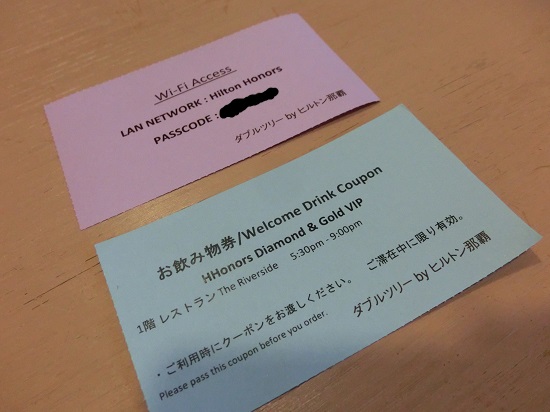 Wi-Fi Access
LAN NETWORK : Hilton Honors
PASSCODE :
ダブルツリー by ヒルトン那覇
お飲み物券/Welcome Drink Coupon
HHonors Diamond & Gold VIP
1階 レストラン The Riverside 5:30pm - 9:00pm
・ご利用時にクーポンをお渡しください。 ご滞在中に限り有効。
Please pass this coupon before you order.
ダブルツリー by ヒルトン那覇